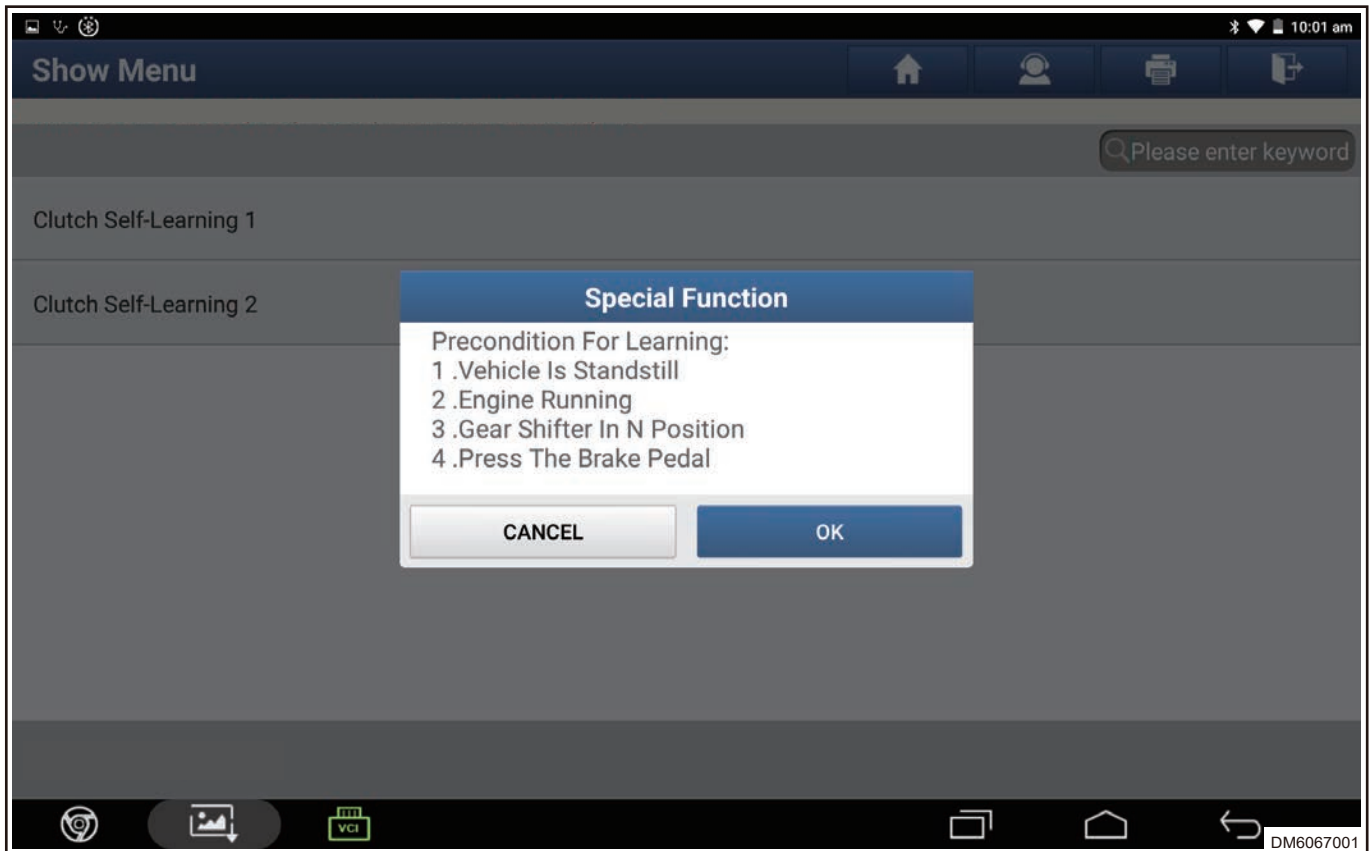 10:01 am
Show Menu
Please enter keyword
Clutch Self-Learning 1
Clutch Self-Learning 2
Special Function
Precondition For Learning:
1 .Vehicle Is Standstill
2 .Engine Running
3 .Gear Shifter In N Position
4 .Press The Brake Pedal
CANCEL
OK
VCI
DM6067001